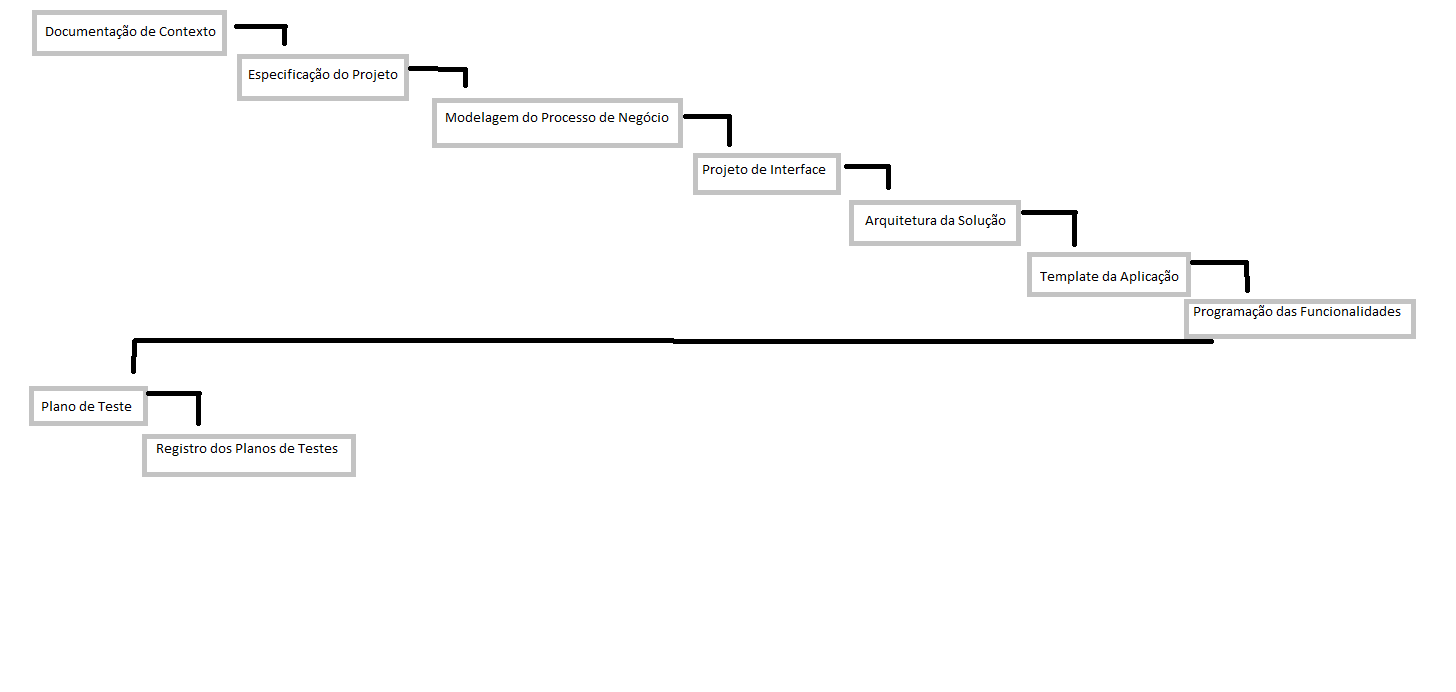 Documentação de Contexto
Especificação do Projeto
Modelagem do Processo de Negócio
Projeto de Interface
Arquitetura da Solução
Template da Aplicação
Programação das Funcionalidades
Plano de Teste
Registro dos Planos de Testes